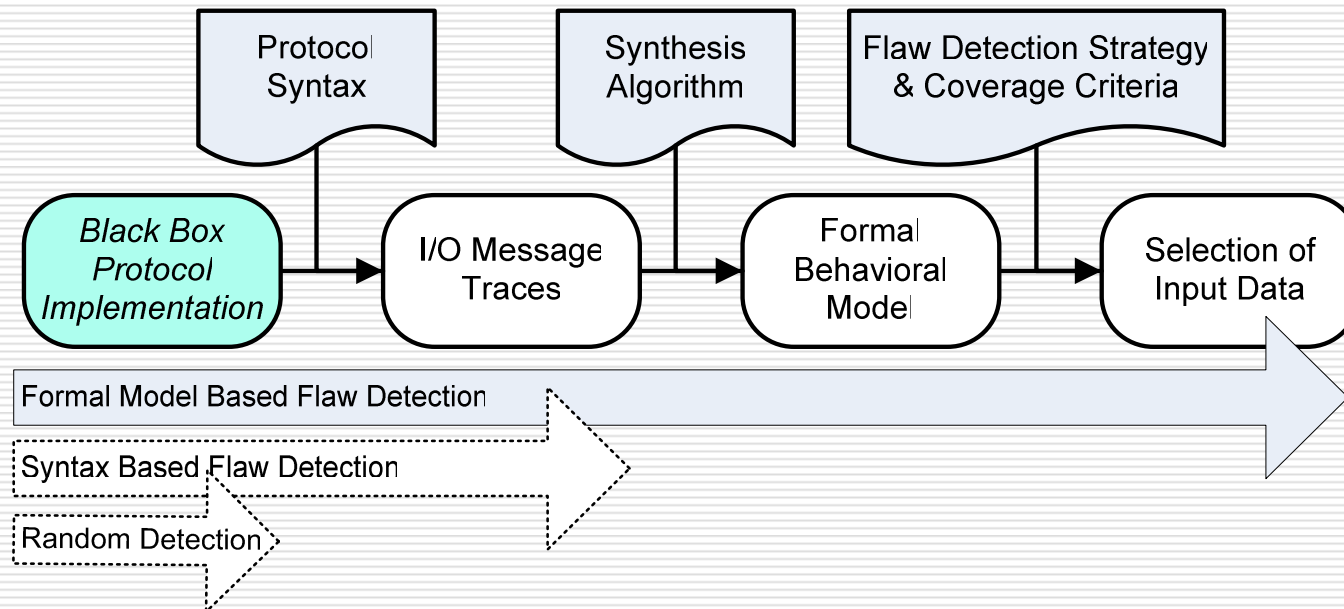 Protocol
Syntax
Synthesis
Algorithm
Flaw Detection Strategy
& Coverage Criteria
Black Box
Protocol
Implementation
I/O Message
Traces
Formal
Behavioral
Model
Selection of
Input Data
Formal Model Based Flaw Detection
Syntax Based Flaw Detection
Random Detection